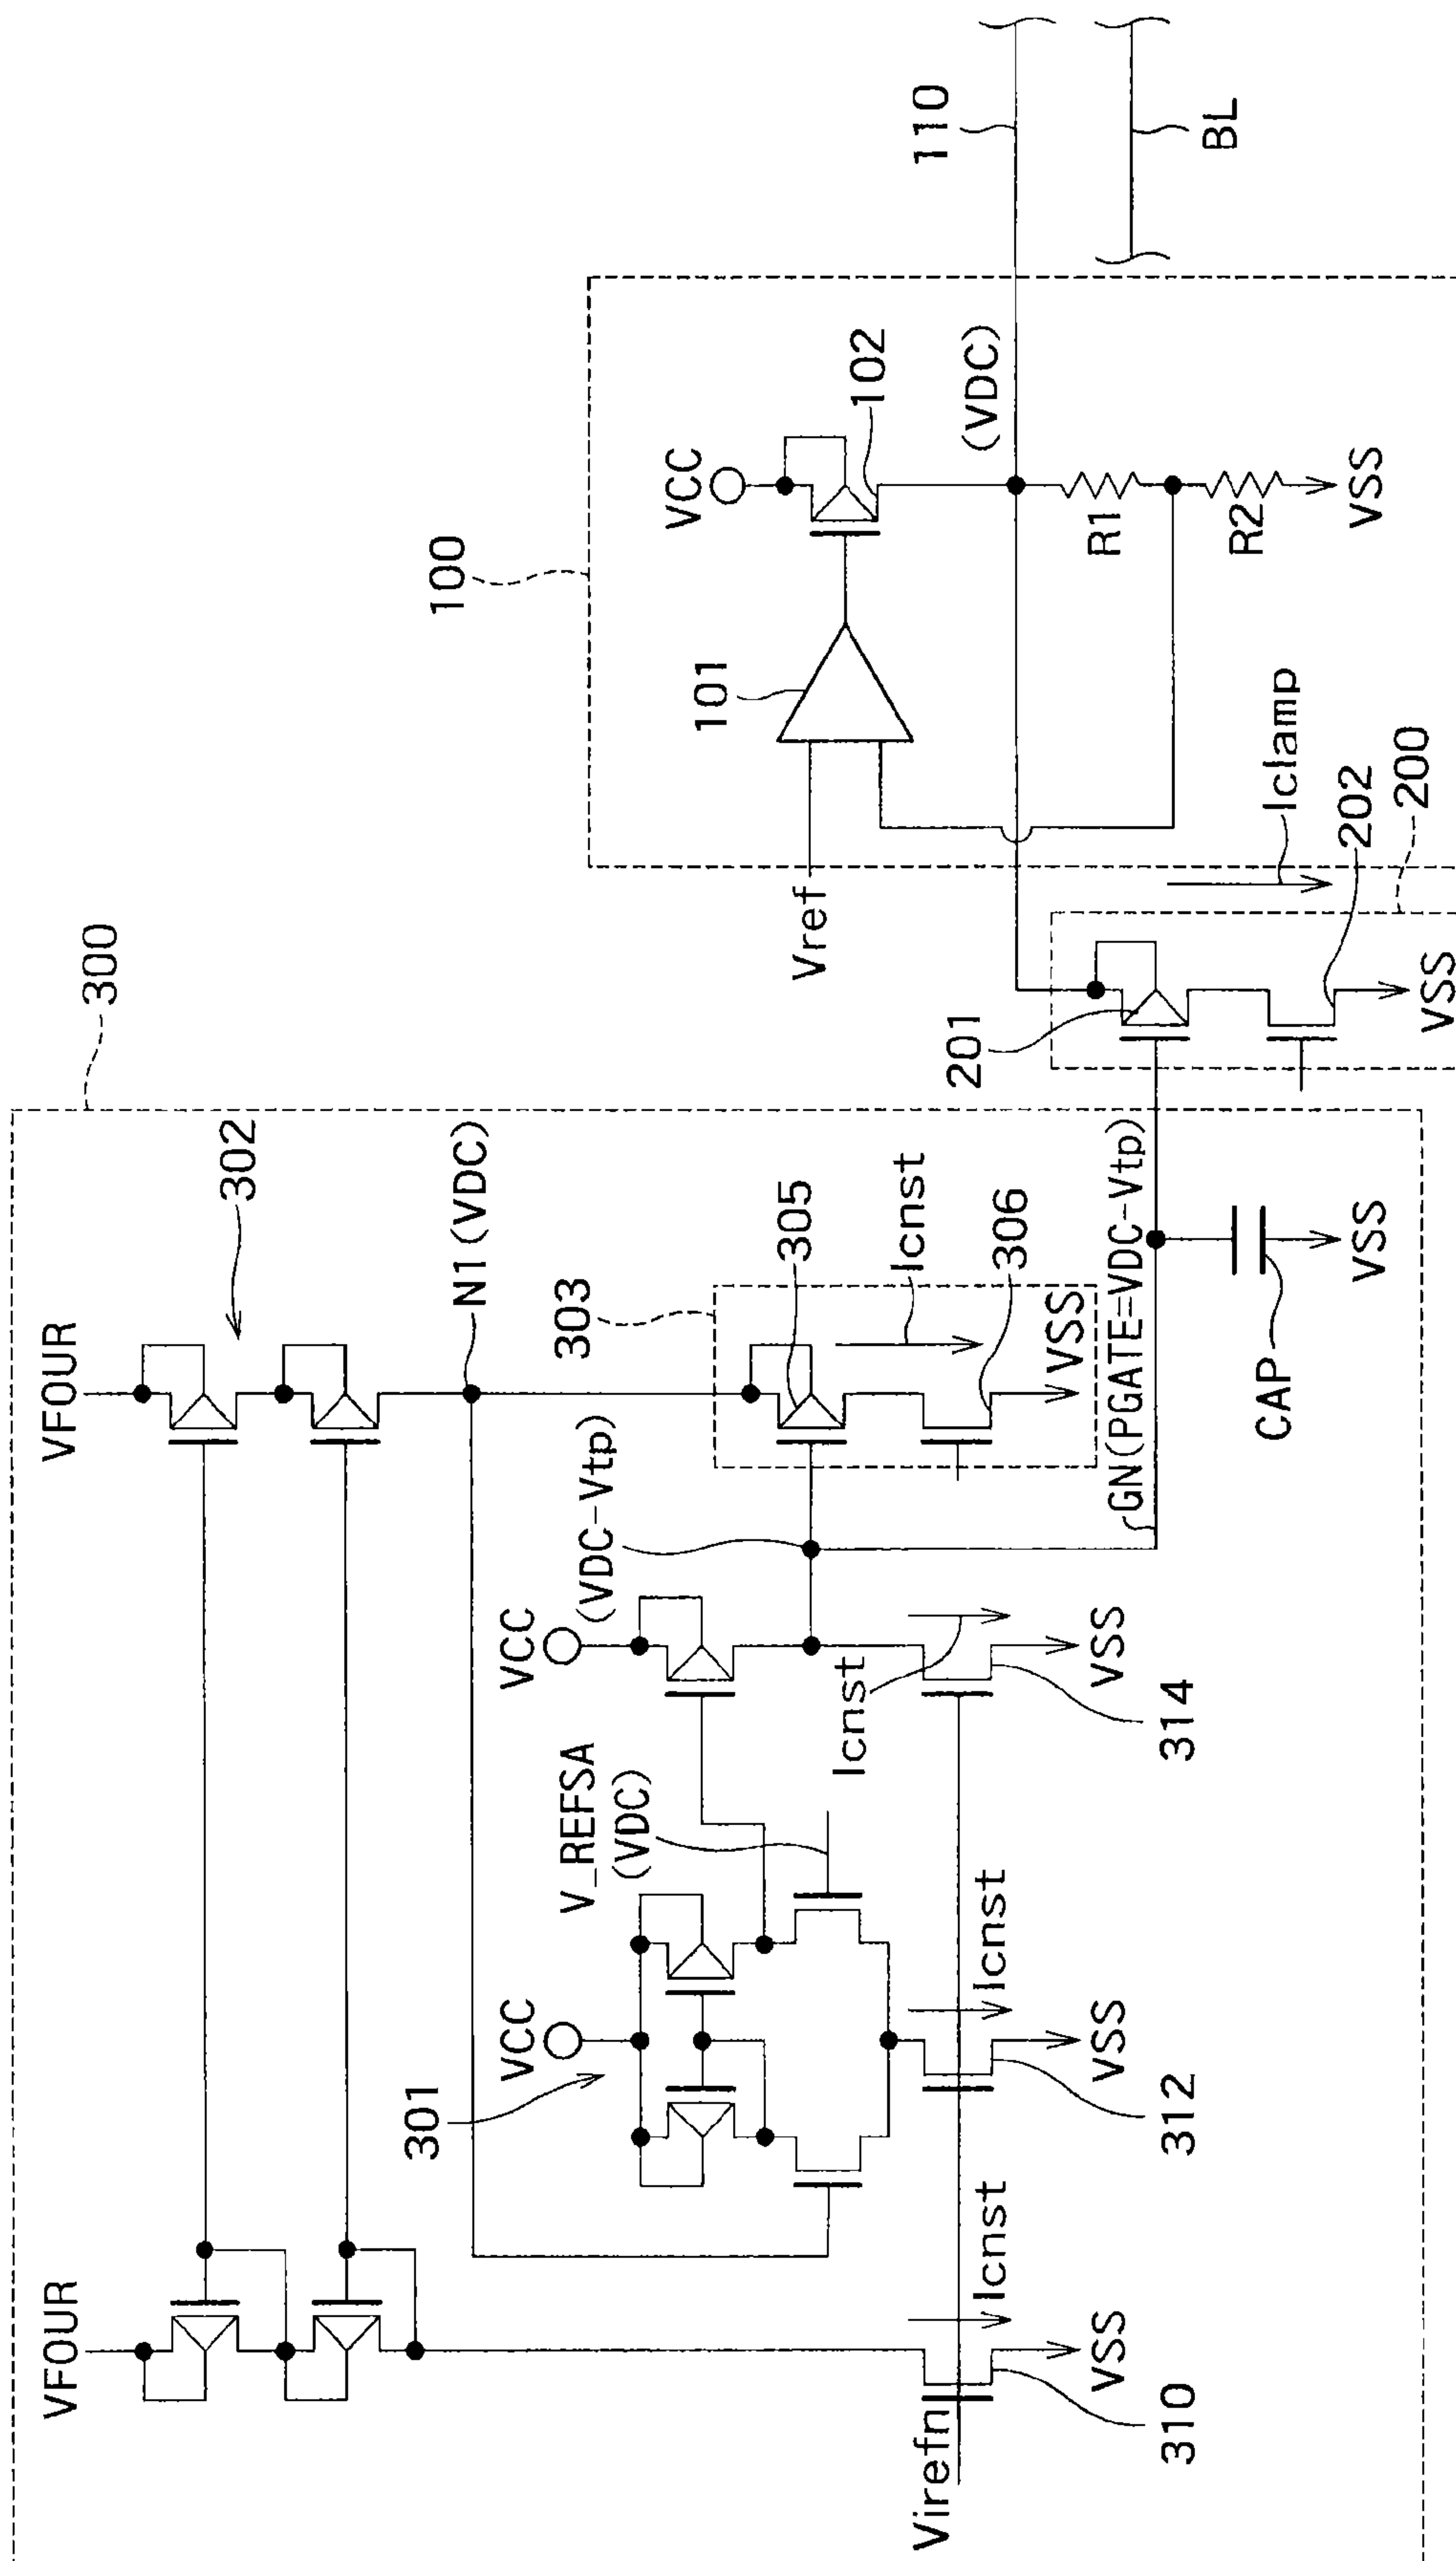 300
VFOUR
VFOUR
302
N1(VDC)
301
VCC
V_REFSA
(VDC)
VCC
(VDC-Vtp)
303
305
Icnst
306
VSS
Virefn
Icnst
310
VSS
Icnst
312
VSS
Icnst
314
VSS
GN(PGATE=VDC-Vtp)
CAP
VSS
100
Vref
101
VCC
102
(VDC)
R1
R2
VSS
201
Iclamp
202
200
VSS
110
BL